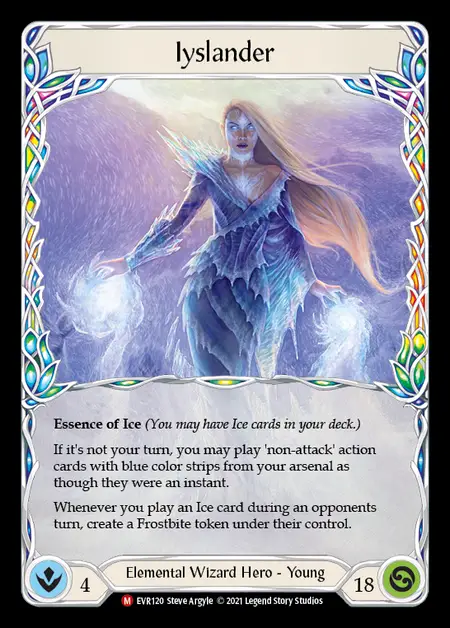 Iyslander
Essence of Ice (You may have Ice cards in your deck.)
If it's not your turn, you may play 'non-attack' action
cards with blue color strips from your arsenal as
though they were an instant.
Whenever you play an Ice card during an opponents
turn, create a Frostbite token under their control.
4
Elemental Wizard Hero - Young
18
M EVR120 Steve Argyle © 2021 Legend Story Studios